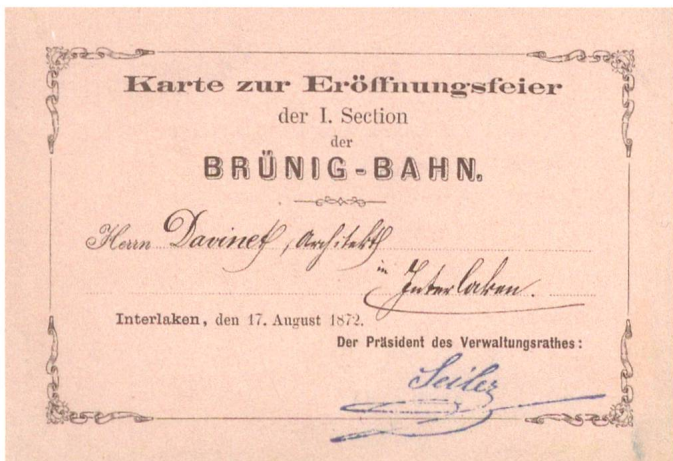 Karte zur Eröffnungsfeier
der I. Section
der
BRÜNIG-BAHN.
Herrn Davinet, Architekt
in Interlaken.
Interlaken, den 17. August 1872.
Der Präsident des Verwaltungsrathes:
Seiler